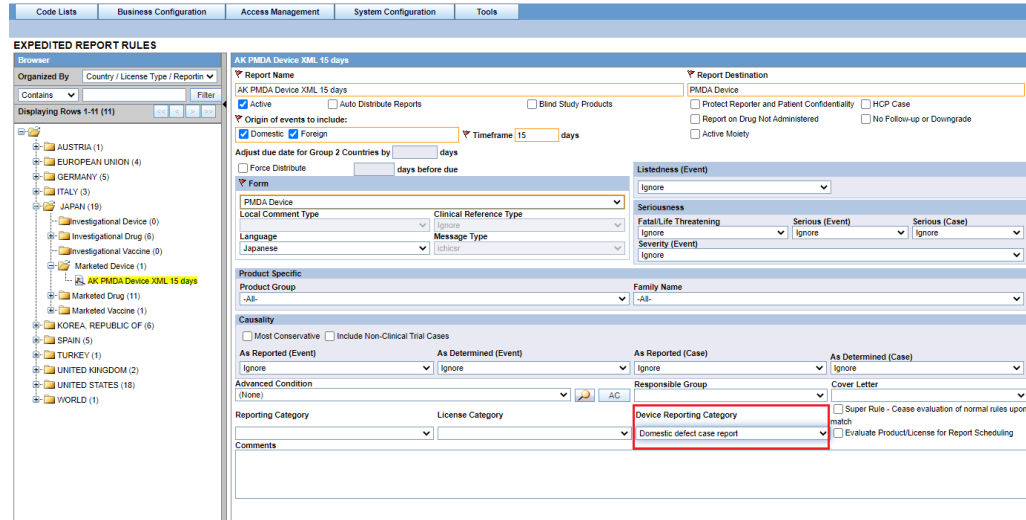 Code Lists Business Configuration Access Management System Configuration Tools
EXPEDITED REPORT RULES
Browser
Organized By Country / License Type / Reportin
Contains Filter
Displaying Rows 1-11 (11) << < > >>
AUSTRIA (1)
EUROPEAN UNION (4)
GERMANY (5)
ITALY (3)
JAPAN (19)
Investigational Device (0)
Investigational Drug (6)
Investigational Vaccine (0)
Marketed Device (1)
AK PMDA Device XML 15 days
Marketed Drug (11)
Marketed Vaccine (1)
KOREA, REPUBLIC OF (6)
SPAIN (5)
TURKEY (1)
UNITED KINGDOM (2)
UNITED STATES (18)
WORLD (1)
AK PMDA Device XML 15 days
Report Name Report Destination
AK PMDA Device XML 15 days PMDA Device
Active Auto Distribute Reports Blind Study Products Protect Reporter and Patient Confidentiality HCP Case
Origin of events to include: Report on Drug Not Administered No Follow-up or Downgrade
Domestic Foreign Timeframe 15 days Active Moiety
Adjust due date for Group 2 Countries by days
Force Distribute days before due Listedness (Event)
Form Ignore
PMDA Device Seriousness
Local Comment Type Clinical Reference Type Fatal/Life Threatening Serious (Event) Serious (Case)
Ignore Ignore Ignore Ignore
Language Message Type Severity (Event)
Japanese ichicsr Ignore
Product Specific
Product Group Family Name
-All- -All-
Causality
Most Conservative Include Non-Clinical Trial Cases
As Reported (Event) As Determined (Event) As Reported (Case) As Determined (Case)
Ignore Ignore Ignore Ignore
Advanced Condition Responsible Group Cover Letter
(None) AC
Reporting Category License Category Device Reporting Category Super Rule - Cease evaluation of normal rules upon
match
Domestic defect case report Evaluate Product/License for Report Scheduling
Comments